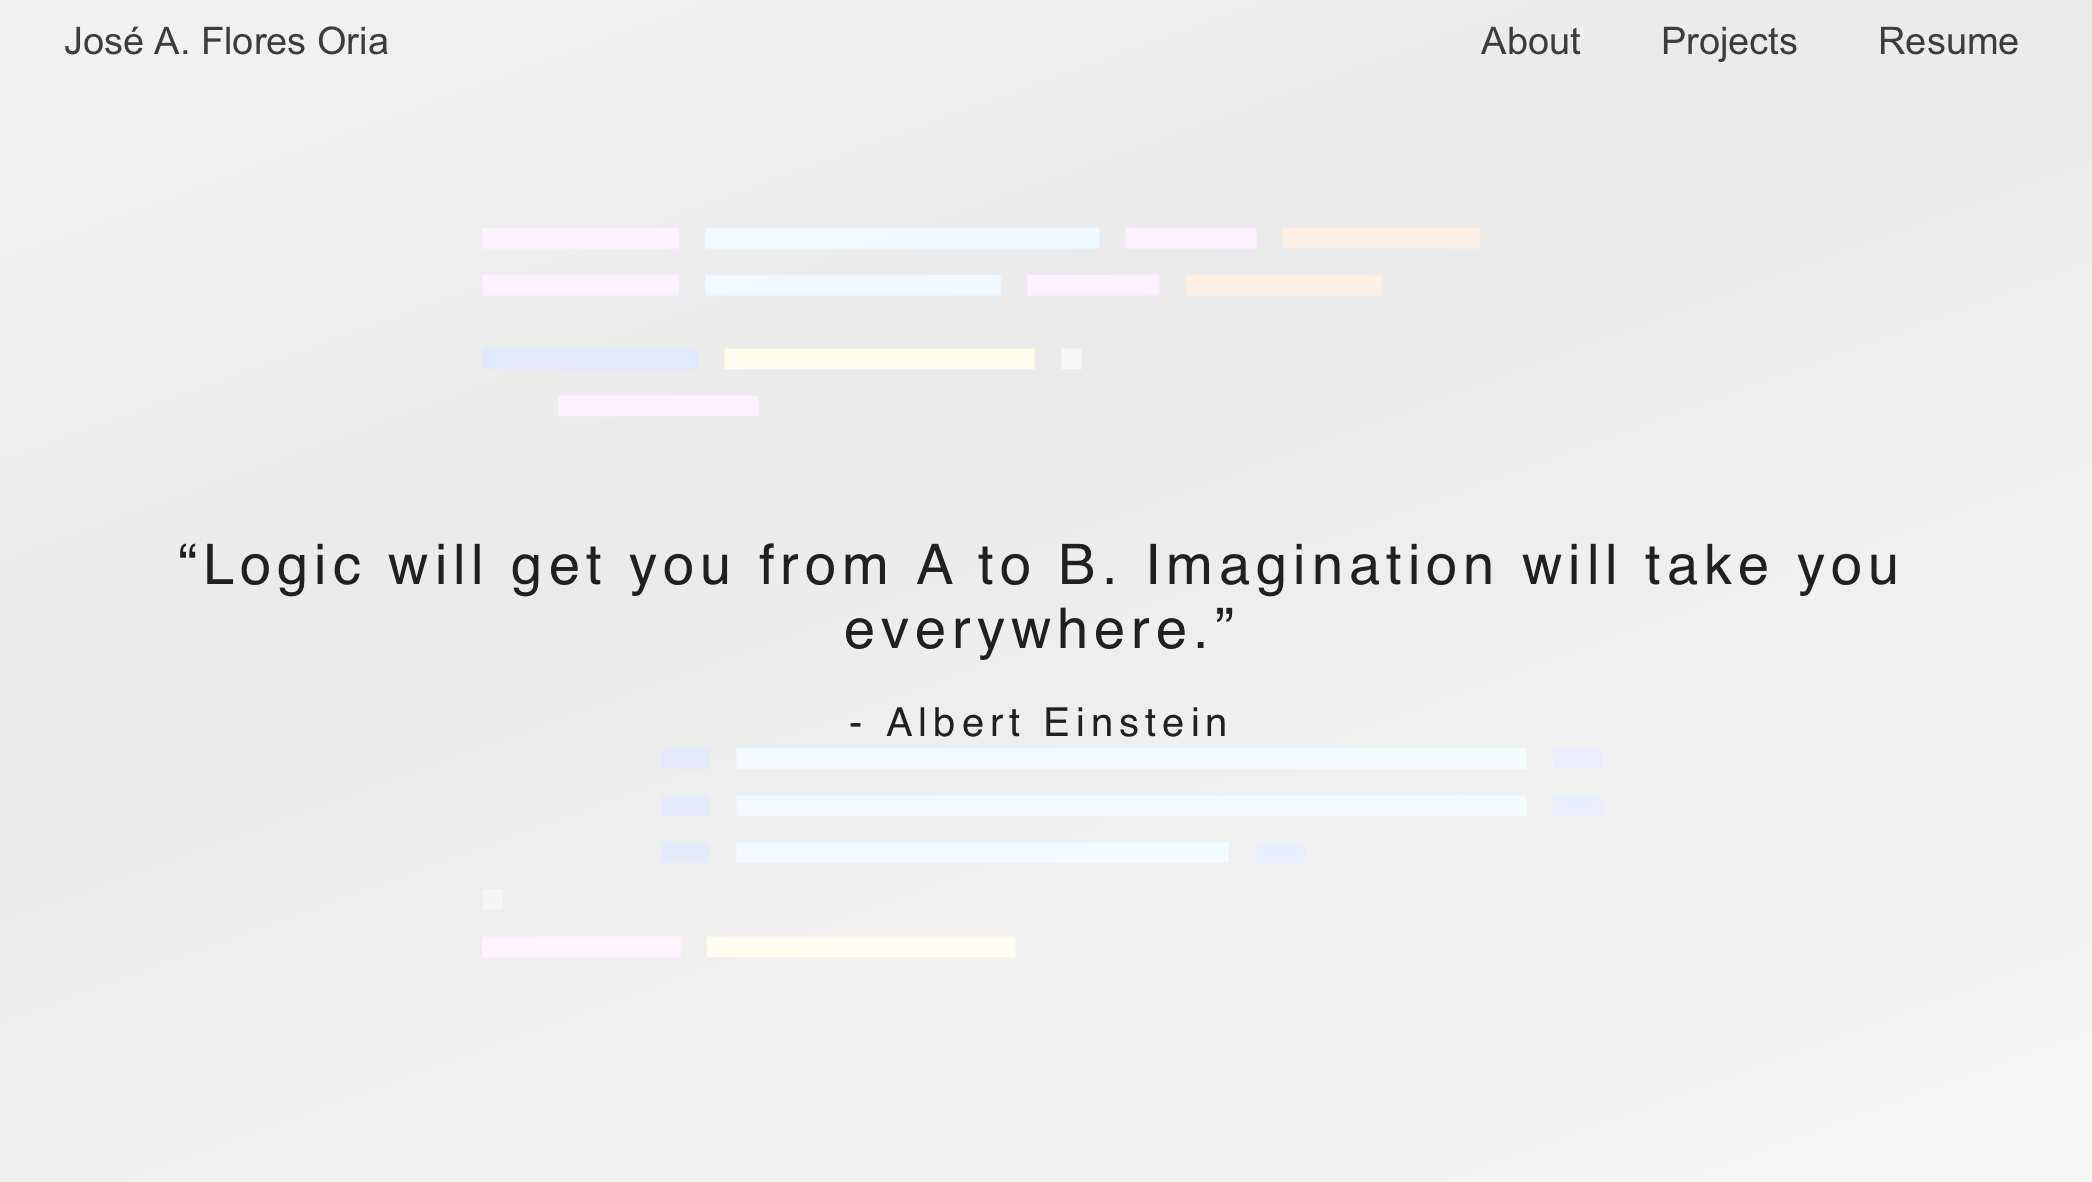 José A. Flores Oria
About
Projects
Resume
“Logic will get you from A to B. Imagination will take you
everywhere.”
- Albert Einstein